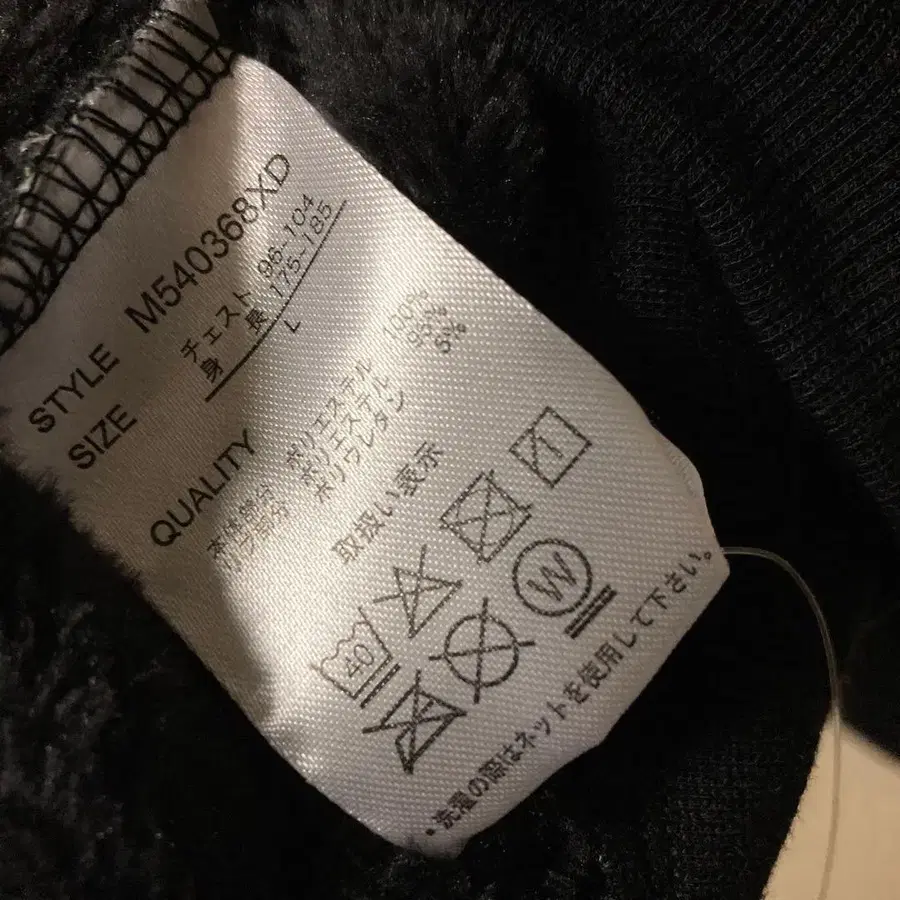 STYLE M540368XD
SIZE チェスト 96-104
身長 175-185
L
QUALITY
本体部分 ポリエステル 100%
リブ部分 ポリエステル 95%
ポリウレタン 5%
取扱い表示
40
W
・洗濯の際はネットを使用して下さい。